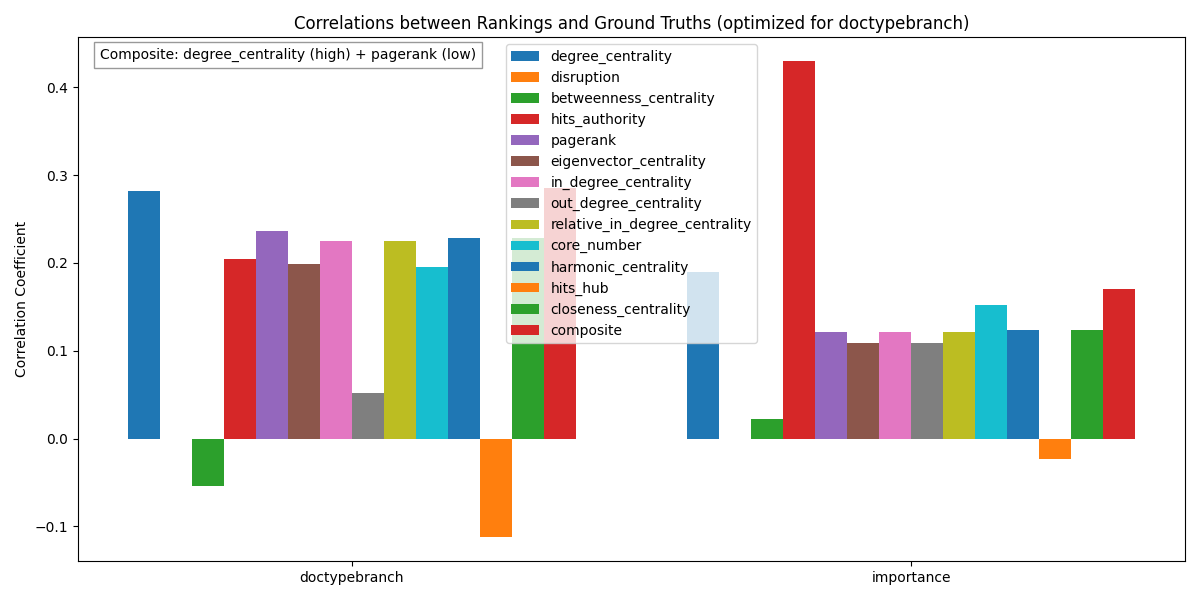 Correlations between Rankings and Ground Truths (optimized for doctypebranch)
Composite: degree_centrality (high) + pagerank (low)
degree_centrality
disruption
betweenness_centrality
hits_authority
pagerank
eigenvector_centrality
in_degree_centrality
out_degree_centrality
relative_in_degree_centrality
core_number
harmonic_centrality
hits_hub
closeness_centrality
composite
Correlation Coefficient
0.4
0.3
0.2
0.1
0.0
−0.1
doctypebranch
importance